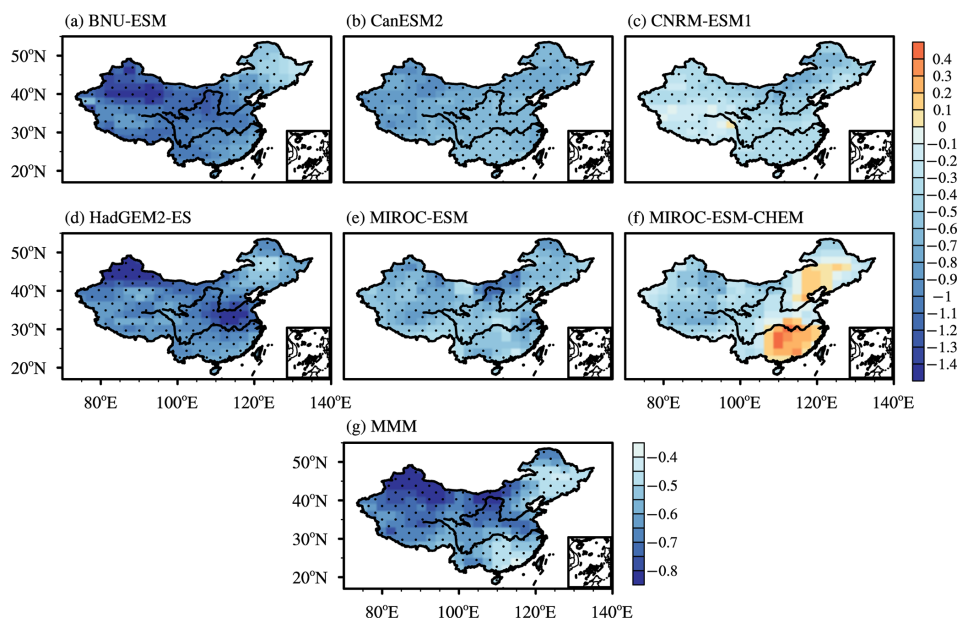 (a) BNU-ESM (b) CanESM2 (c) CNRM-ESM1
50°N
40°N
30°N
20°N
0.4
0.3
0.2
0.1
0
−0.1
−0.2
−0.3
−0.4
−0.5
−0.6
−0.7
−0.8
−0.9
−1
−1.1
−1.2
−1.3
−1.4
(d) HadGEM2-ES (e) MIROC-ESM (f) MIROC-ESM-CHEM
50°N
40°N
30°N
20°N
80°E 100°E 120°E 140°E 80°E 100°E 120°E 140°E
(g) MMM
50°N
40°N
30°N
20°N
−0.4
−0.5
−0.6
−0.7
−0.8
80°E 100°E 120°E 140°E